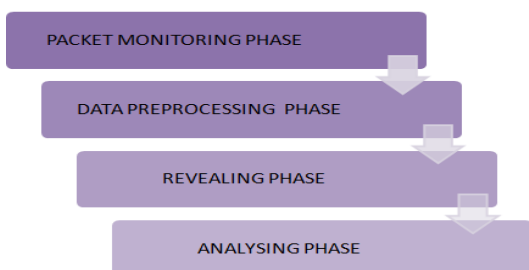 PACKET MONITORING PHASE
DATA PREPROCESSING PHASE
REVEALING PHASE
ANALYSING PHASE